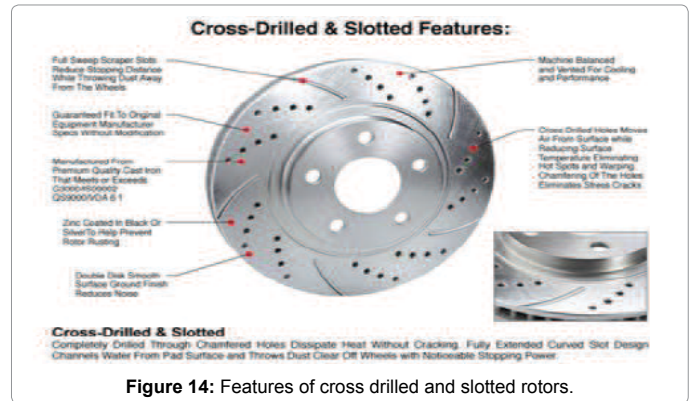 Cross-Drilled & Slotted Features:
Full Sweep Scraper Slots
Reduce Stopping Distance
While Throwing Dust Away
From The Wheels
Guaranteed Fit To Original
Equipment Manufacturer
Specs Without Modification
Manufactured From
Premium Quality Cast Iron
That Meets or Exceeds
Zinc Coated In Black Or
SilverTo Help Prevent
Rotor Rusting
Double Disk Smooth
Surface Ground Finish
Reduces Noise
Machine Balanced
and Vented For Cooling
and Performance
Cross Drilled Holes Moves
Air From Surface while
Reducing Surface
Temperature Eliminating
Hot Spots and Warping.
Chamfering Of The Holes
Eliminates Stress Cracks
Cross-Drilled & Slotted
Completely Drilled Through Chamfered Holes Dissipate Heat Without Cracking. Fully Extended Curved Slot Design
Channels Water From Pad Surface and Throws Dust Clear Off Wheels with Noticeable Stopping Power.
Figure 14: Features of cross drilled and slotted rotors.